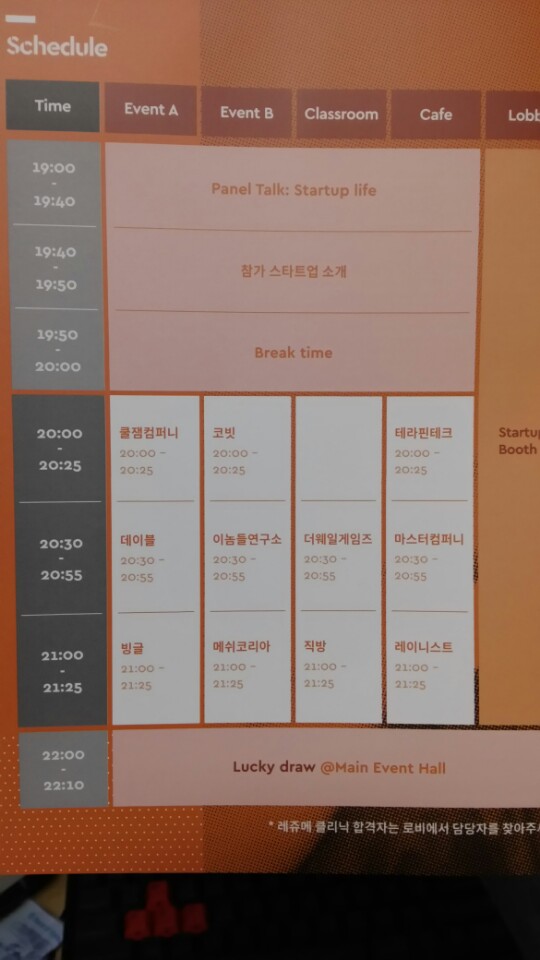 Schedule
Time Event A Event B Classroom Cafe
19:00
-
19:40
Panel Talk: Startup life
19:40
-
19:50
참가 스타트업 소개
19:50
-
20:00
Break time
20:00
-
20:25
쿨잼컴퍼니
20:00 -
20:25
코빗
20:00 -
20:25
테라핀테크
20:00 -
20:25
Booth
20:30
-
20:55
데이블
20:30 -
20:55
이놈들연구소
20:30 -
20:55
더웨일게임즈
20:30 -
20:55
마스터컴퍼니
20:30 -
20:55
21:00
-
21:25
빙글
21:00 -
21:25
메쉬코리아
21:00 -
21:25
직방
21:00 -
21:25
레이니스트
21:00 -
21:25
22:00
-
22:10
Lucky draw @Main Event Hall
* 레쥬메 클리닉 합격자는 로비에서 담당자를